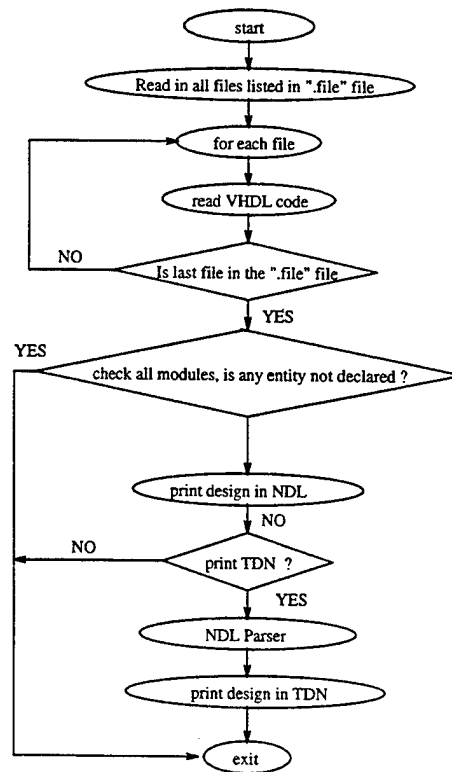 start
Read in all files listed in ".file" file
for each file
read VHDL code
NO
Is last file in the ".file" file
YES
YES
check all modules, is any entity not declared ?
print design in NDL
NO
NO
print TDN ?
YES
NDL Parser
print design in TDN
exit